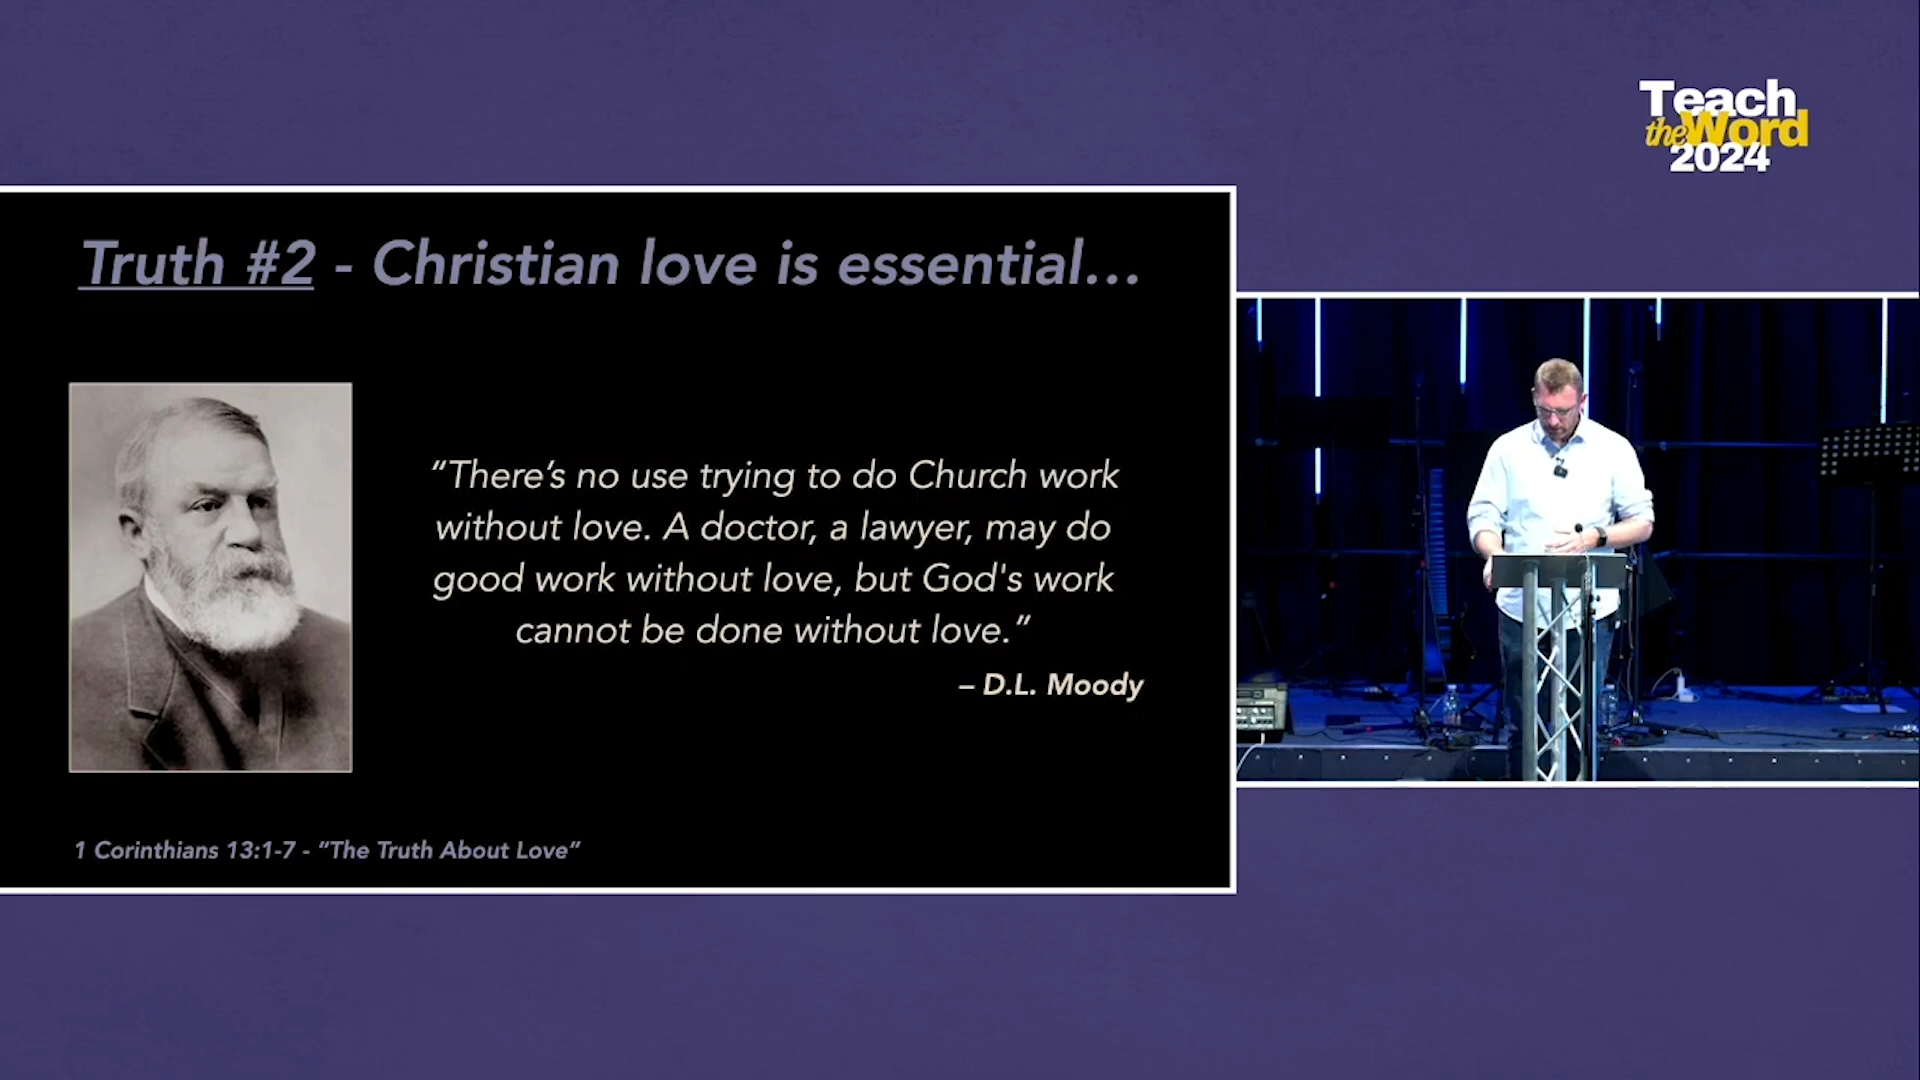 Teach
the Word
2024
Truth #2 - Christian love is essential…
“There’s no use trying to do Church work
without love. A doctor, a lawyer, may do
good work without love, but God's work
cannot be done without love.”
– D.L. Moody
1 Corinthians 13:1-7 - “The Truth About Love”